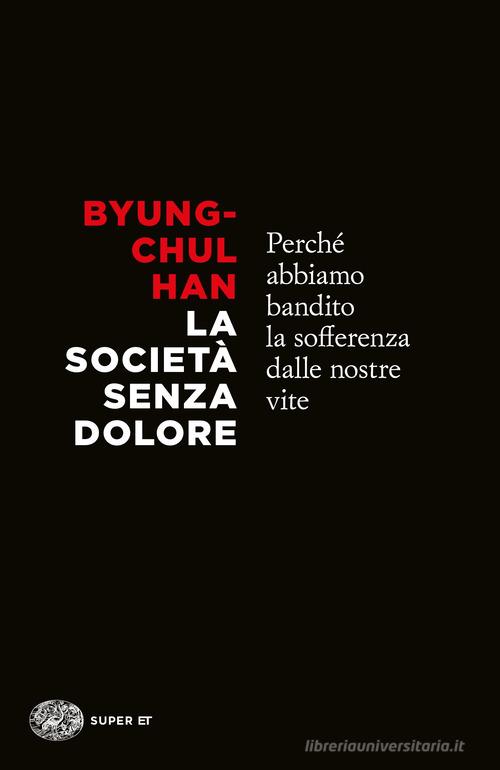 BYUNG-
CHUL
HAN
LA
SOCIETÀ
SENZA
DOLORE
Perché
abbiamo
bandito
la sofferenza
dalle nostre
vite
SUPER ET
libreriauniversitaria.it